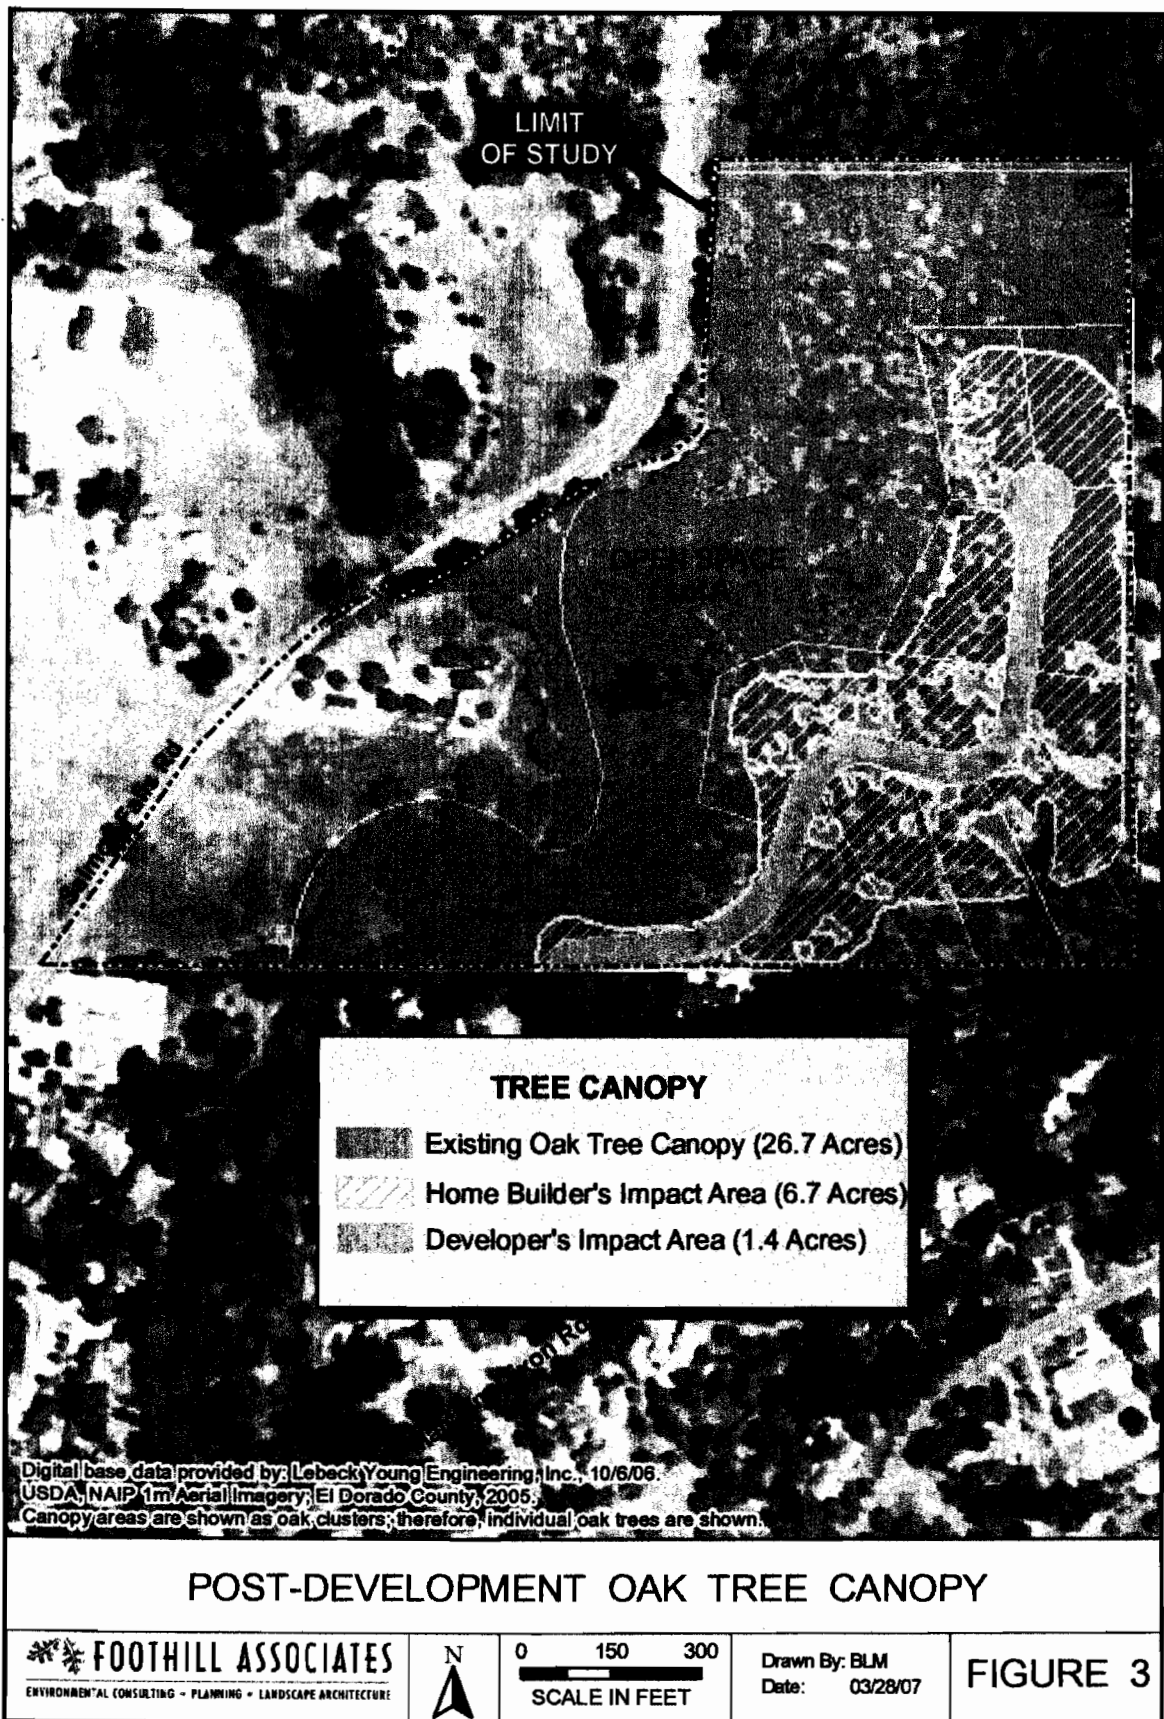 LIMIT
OF STUDY
OPEN SPACE
Rd
TREE CANOPY
Existing Oak Tree Canopy (26.7 Acres)
Home Builder's Impact Area (6.7 Acres)
Developer's Impact Area (1.4 Acres)
Digital base data provided by: Lebeck Young Engineering, Inc., 10/6/06.
USDA, NAIP 1m Aerial Imagery; El Dorado County, 2005.
Canopy areas are shown as oak clusters; therefore, individual oak trees are shown.
POST-DEVELOPMENT OAK TREE CANOPY
FOOTHILL ASSOCIATES
ENVIRONMENTAL CONSULTING • PLANNING • LANDSCAPE ARCHITECTURE
N
0 150 300
SCALE IN FEET
Drawn By: BLM
Date: 03/28/07
FIGURE 3